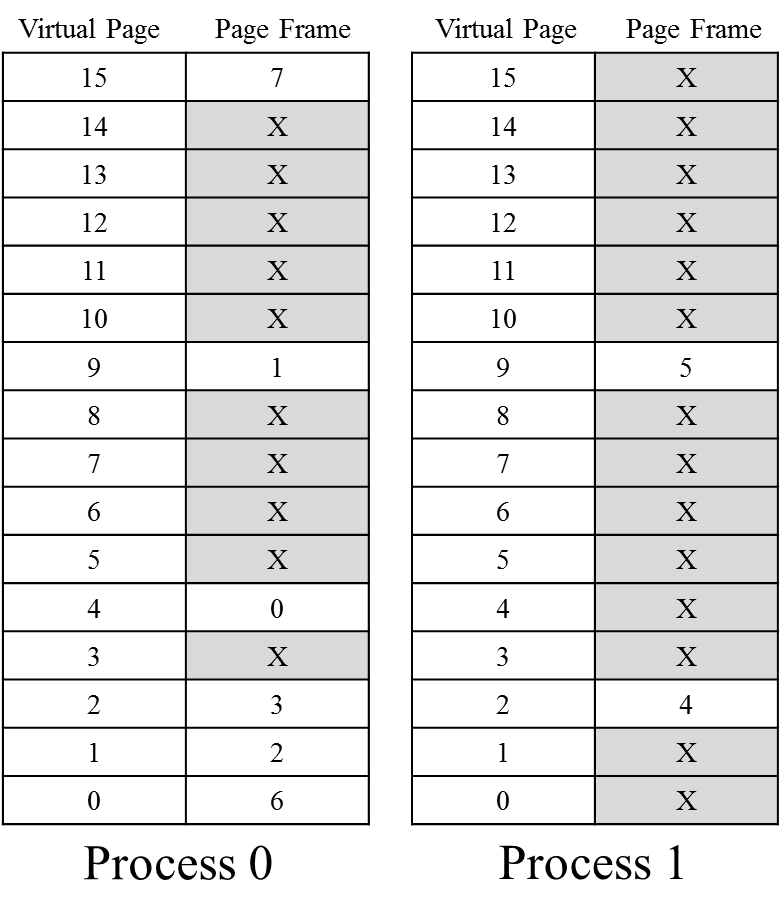 Virtual Page Page Frame Virtual Page Page Frame
15 7 15 X
14 X 14 X
13 X 13 X
12 X 12 X
11 X 11 X
10 X 10 X
9 1 9 5
8 X 8 X
7 X 7 X
6 X 6 X
5 X 5 X
4 0 4 X
3 X 3 X
2 3 2 4
1 2 1 X
0 6 0 X
Process 0 Process 1